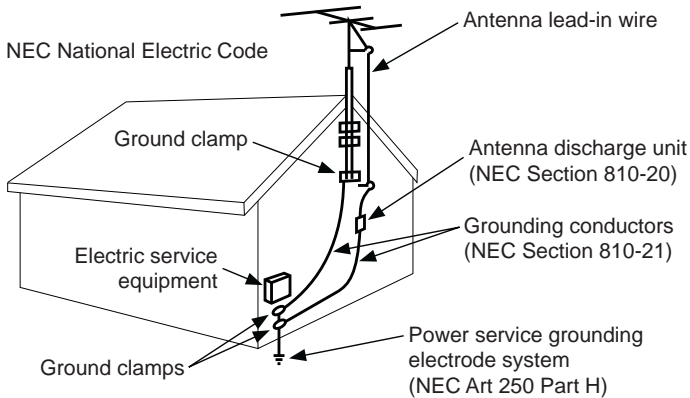 Antenna lead-in wire
NEC National Electric Code
Ground clamp
Antenna discharge unit
(NEC Section 810-20)
Grounding conductors
(NEC Section 810-21)
Electric service
equipment
Ground clamps
Power service grounding
electrode system
(NEC Art 250 Part H)